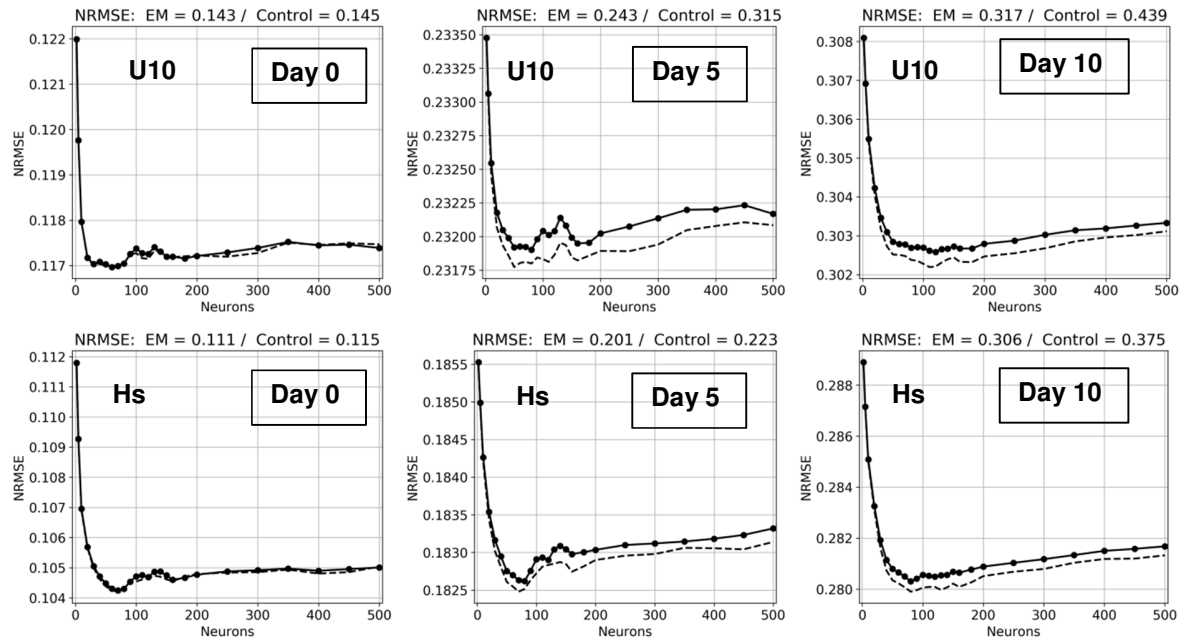 NRMSE: EM = 0.143 / Control = 0.145
0.122
0.121
0.120
0.119
0.118
0.117
NRMSE
U10
Day 0
0 100 200 300 400 500
Neurons
NRMSE: EM = 0.243 / Control = 0.315
0.23350
0.23325
0.23300
0.23275
0.23250
0.23225
0.23200
0.23175
NRMSE
U10
Day 5
0 100 200 300 400 500
Neurons
NRMSE: EM = 0.317 / Control = 0.439
0.308
0.307
0.306
0.305
0.304
0.303
0.302
NRMSE
U10
Day 10
0 100 200 300 400 500
Neurons
NRMSE: EM = 0.111 / Control = 0.115
0.112
0.111
0.110
0.109
0.108
0.107
0.106
0.105
0.104
NRMSE
Hs
Day 0
0 100 200 300 400 500
Neurons
NRMSE: EM = 0.201 / Control = 0.223
0.1855
0.1850
0.1845
0.1840
0.1835
0.1830
0.1825
NRMSE
Hs
Day 5
0 100 200 300 400 500
Neurons
NRMSE: EM = 0.306 / Control = 0.375
0.288
0.286
0.284
0.282
0.280
NRMSE
Hs
Day 10
0 100 200 300 400 500
Neurons